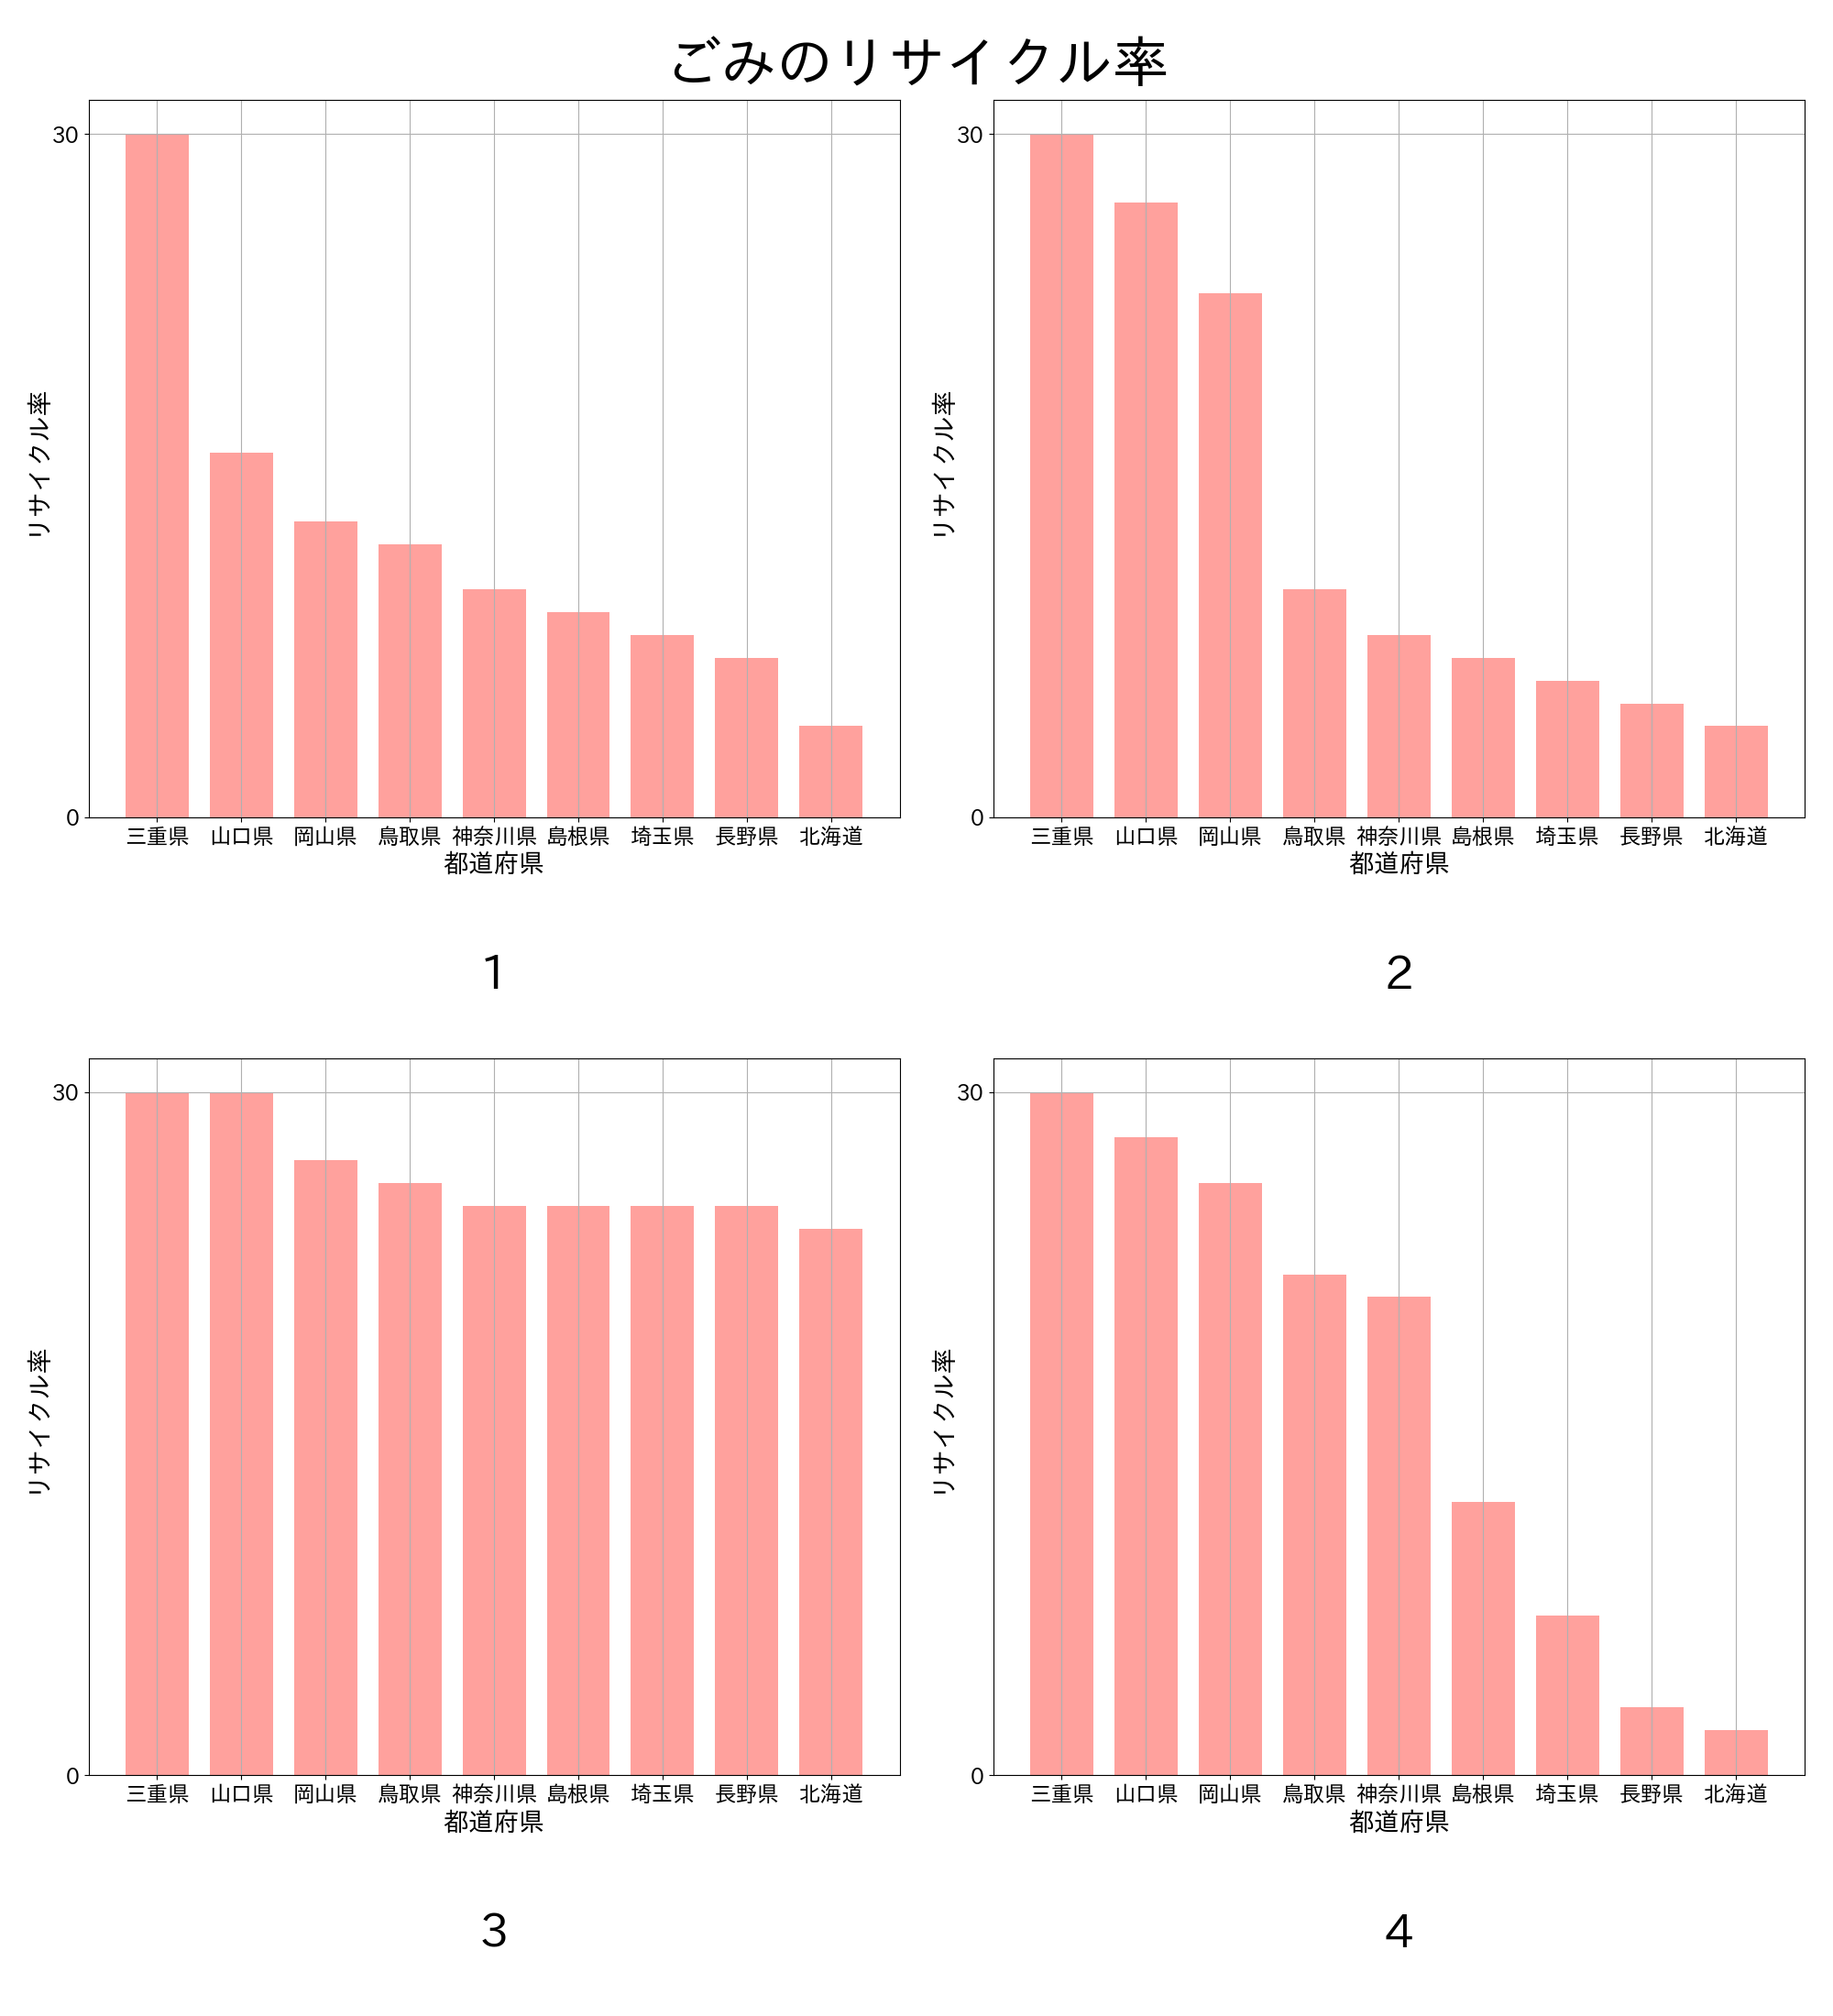 ごみのリサイクル率
30
0
リサイクル率
三重県 山口県 岡山県 鳥取県 神奈川県 島根県 埼玉県 長野県 北海道
都道府県
1
30
0
リサイクル率
三重県 山口県 岡山県 鳥取県 神奈川県 島根県 埼玉県 長野県 北海道
都道府県
2
30
0
リサイクル率
三重県 山口県 岡山県 鳥取県 神奈川県 島根県 埼玉県 長野県 北海道
都道府県
3
30
0
リサイクル率
三重県 山口県 岡山県 鳥取県 神奈川県 島根県 埼玉県 長野県 北海道
都道府県
4